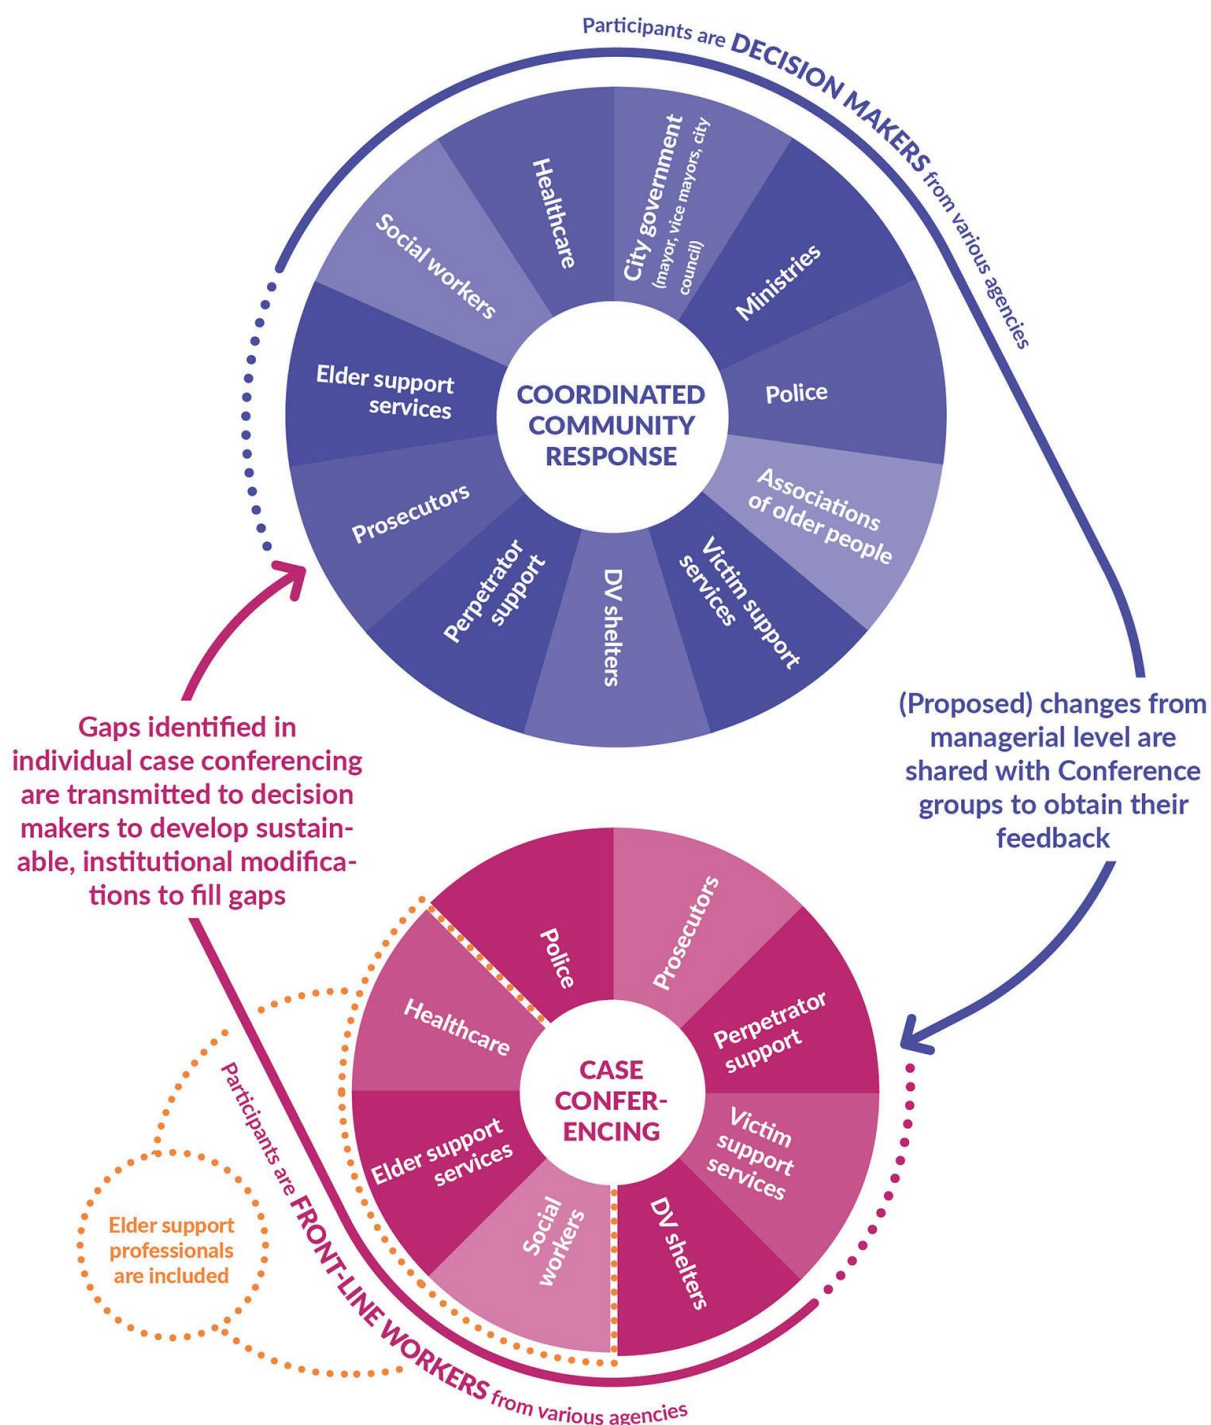 Participants are DECISION MAKERS from various agencies
City government
(mayor, vice mayors, city
council)
Ministries
Police
Associations
of older people
Victim support
services
DV shelters
Perpetrator
support
Prosecutors
Elder support
services
Social workers
Healthcare
COORDINATED
COMMUNITY
RESPONSE
(Proposed) changes from
managerial level are
shared with Conference
groups to obtain their
feedback
Gaps identified in
individual case conferencing
are transmitted to decision
makers to develop sustain-
able, institutional modifica-
tions to fill gaps
Police
Prosecutors
Perpetrator
support
Victim
support
services
DV shelters
Social
workers
Elder support
services
Healthcare
CASE
CONFER-
ENCING
Elder support
professionals
are included
Participants are FRONT-LINE WORKERS from various agencies